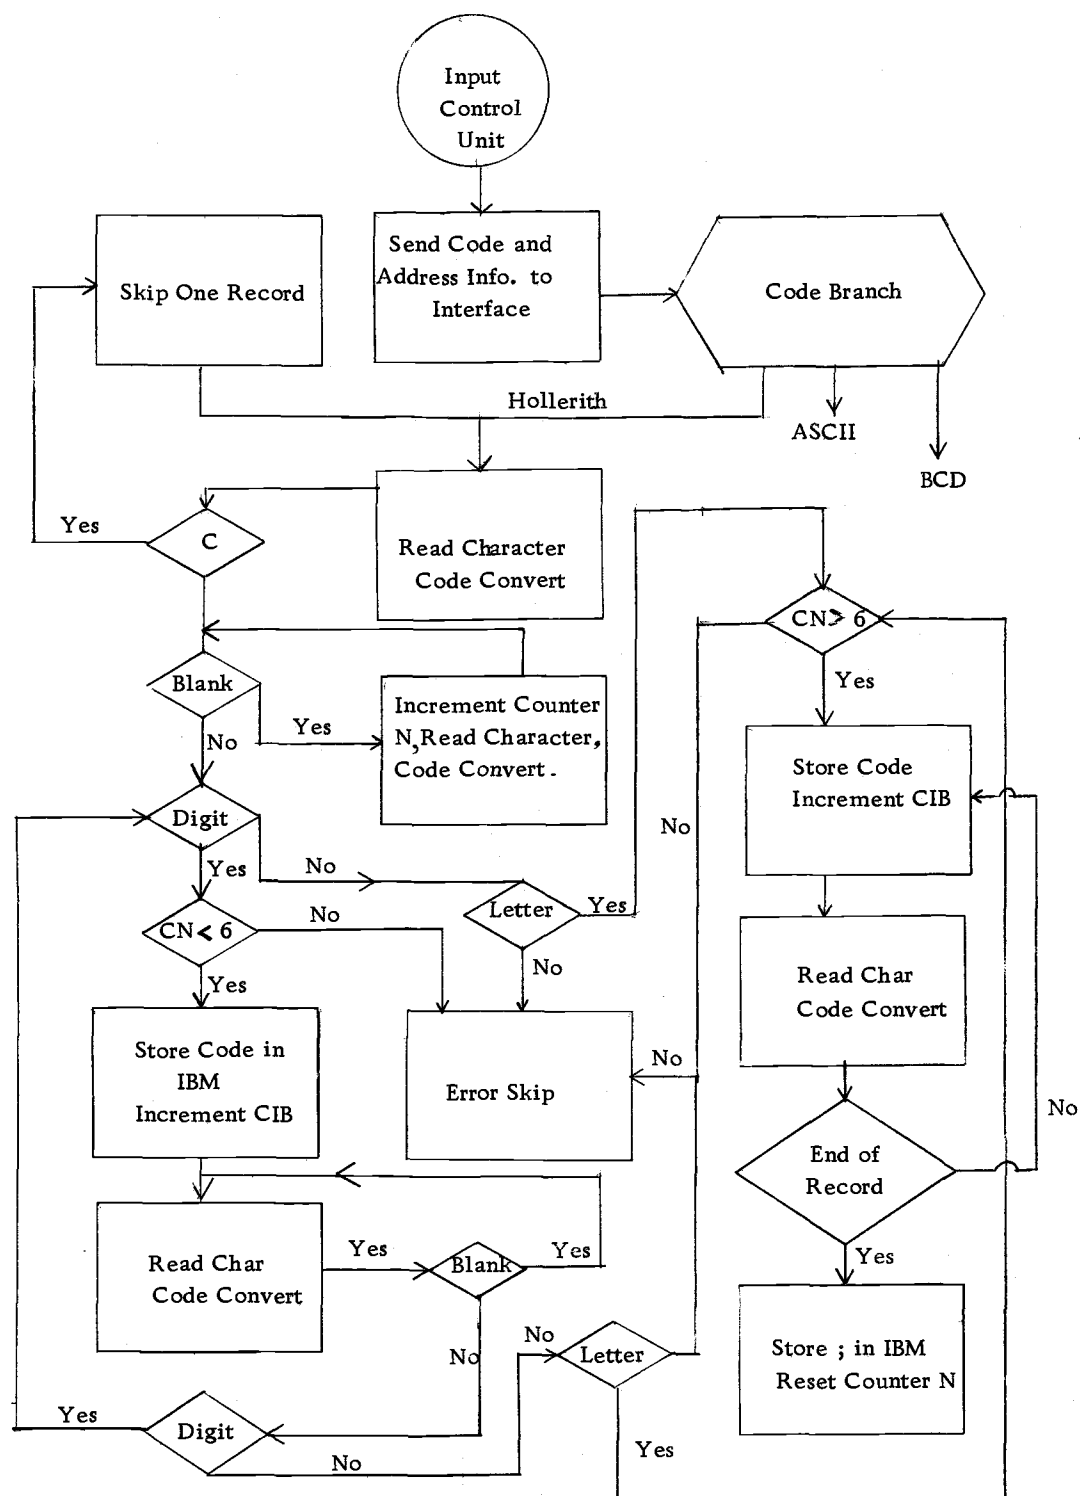 Input
Control
Unit
Skip One Record
Send Code and
Address Info. to
Interface
Code Branch
Hollerith
ASCII
BCD
Yes
C
Read Character
Code Convert
CN> 6
Yes
Blank
Yes
Increment Counter
N,Read Character,
Code Convert.
No
Store Code
Increment CIB
Digit
No
Yes
No
Letter
Yes
CN< 6
No
No
Yes
Read Char
Code Convert
Store Code in
IBM
Increment CIB
Error Skip
No
No
End of
Record
Read Char
Code Convert
Yes
Blank
Yes
Yes
No
No
Letter
Store ; in IBM
Reset Counter N
Yes
Digit
No
Yes